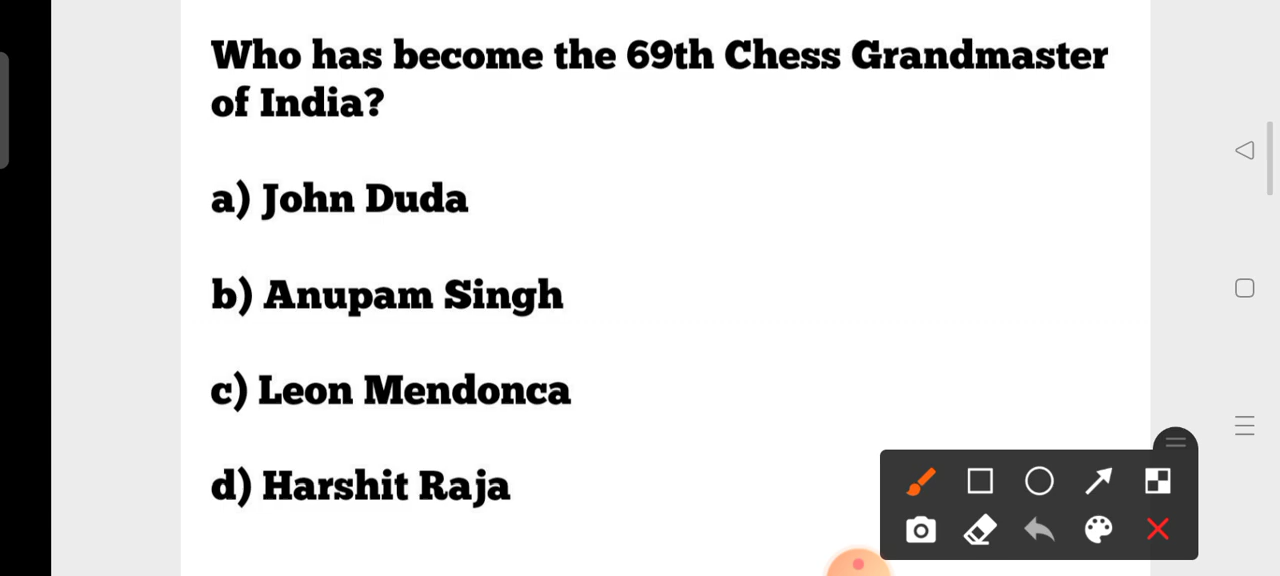 Who has become the 69th Chess Grandmaster
of India?
a) John Duda
b) Anupam Singh
c) Leon Mendonca
d) Harshit Raja